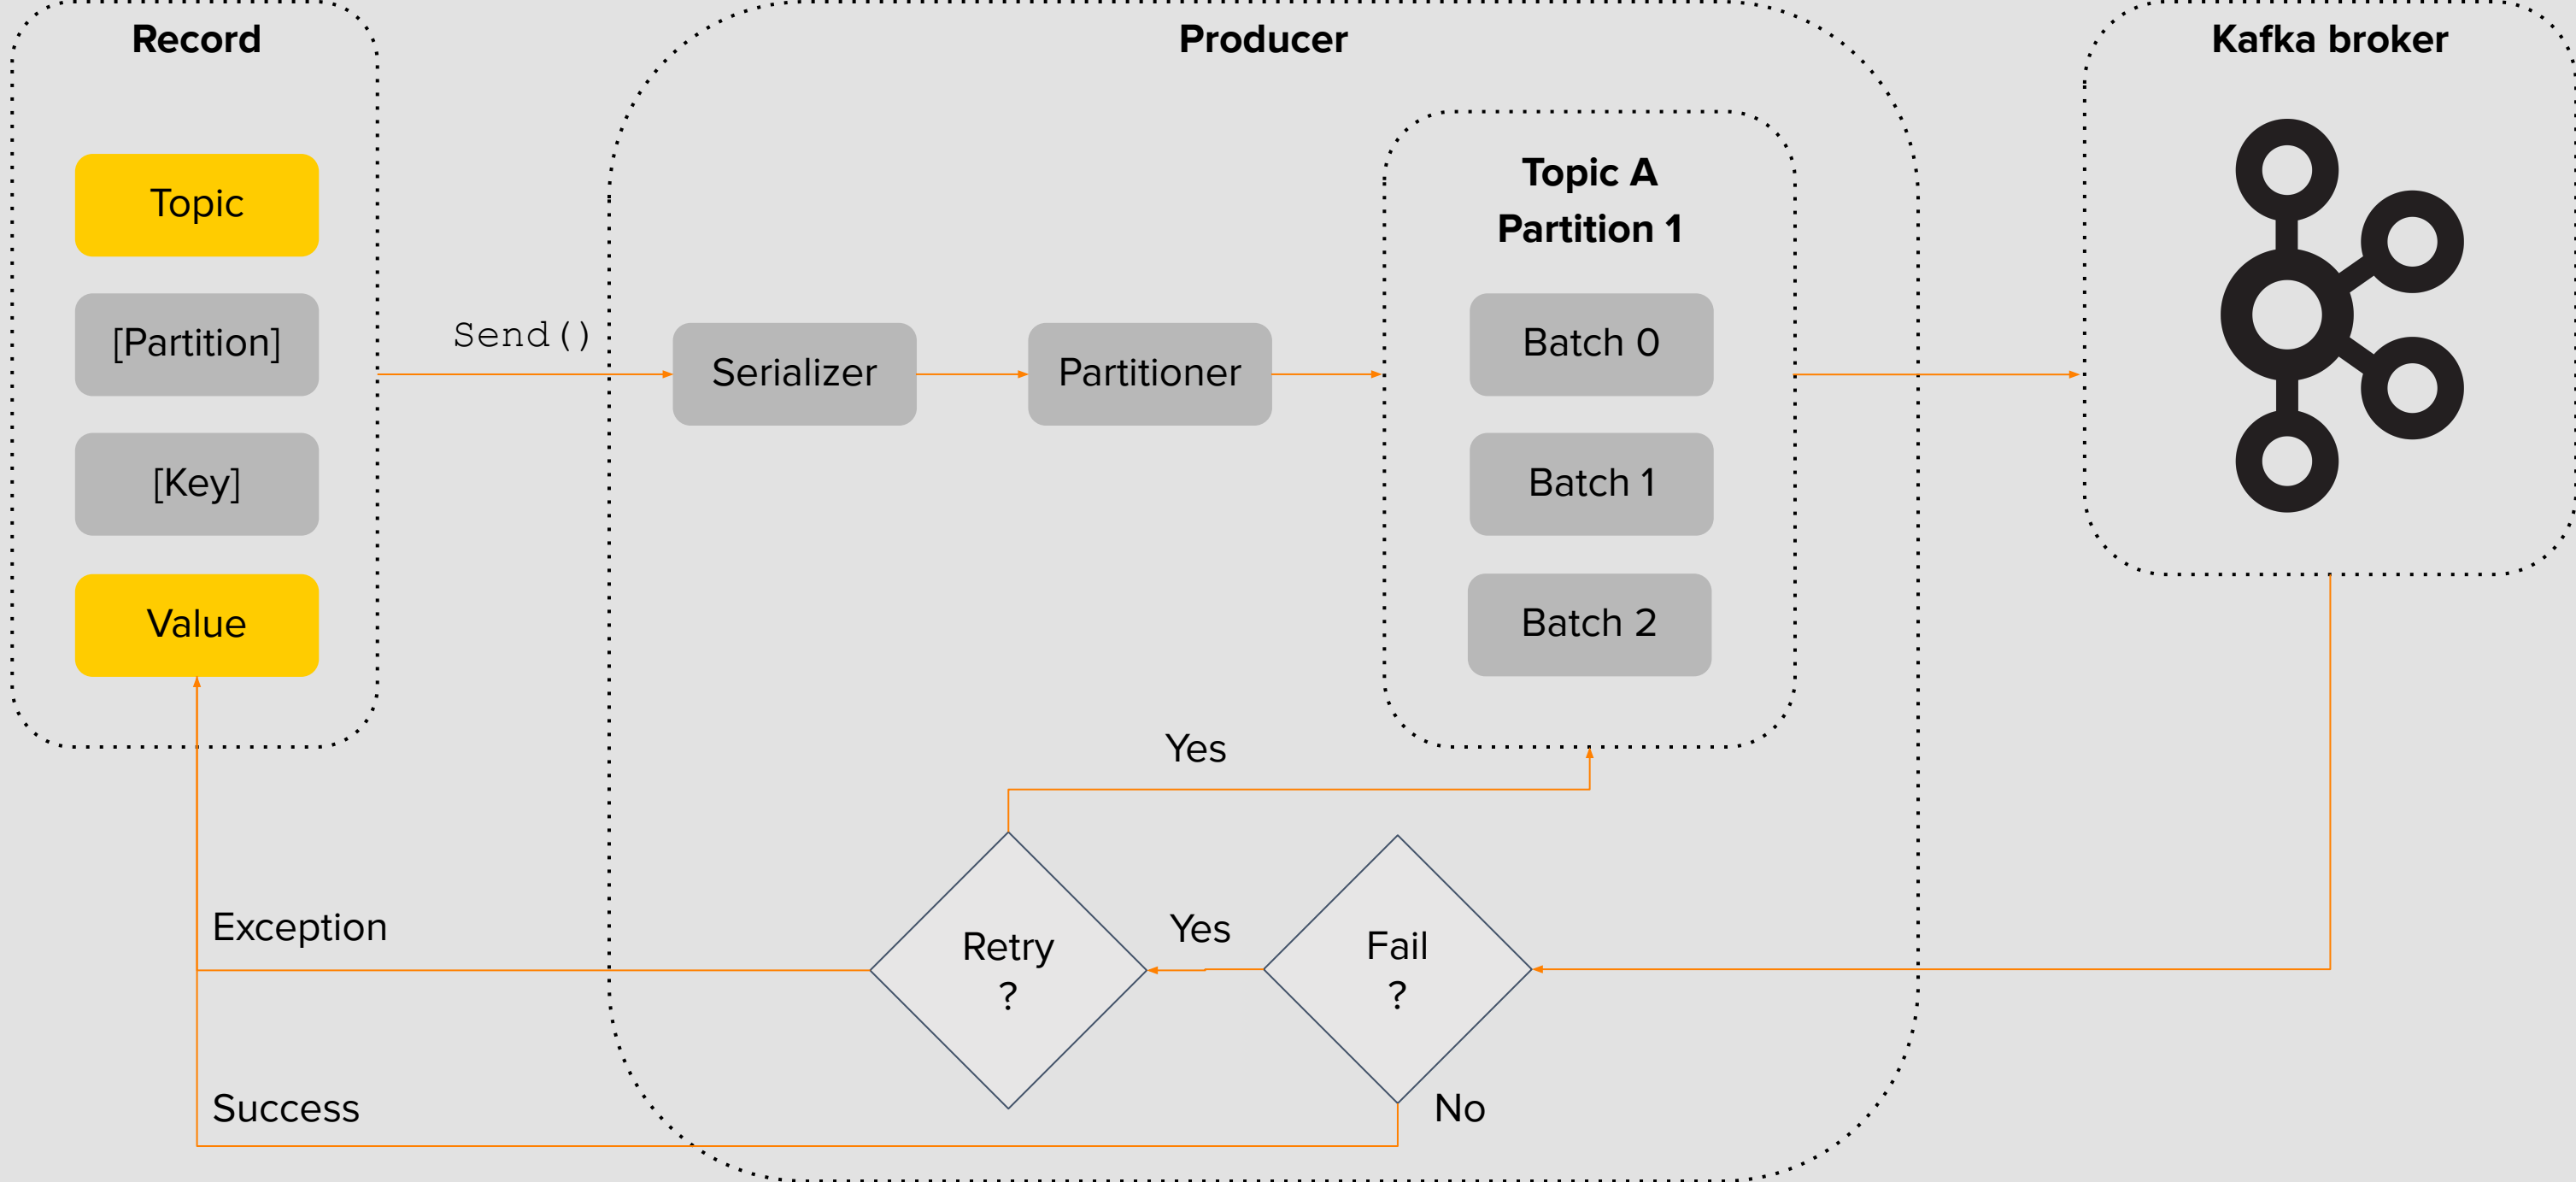 Record
Topic
[Partition]
[Key]
Value
Send()
Producer
Serializer
Partitioner
Topic A
Partition 1
Batch 0
Batch 1
Batch 2
Kafka broker
Yes
Retry
?
Yes
Fail
?
No
Exception
Success